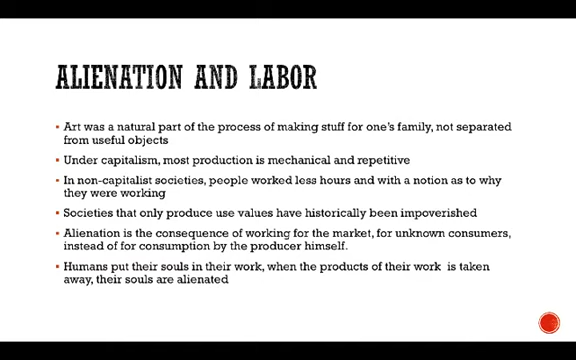 ALIENATION AND LABOR
▪ Art was a natural part of the process of making stuff for one's family, not separated
from useful objects
▪ Under capitalism, most production is mechanical and repetitive
▪ In non-capitalist societies, people worked less hours and with a notion as to why
they were working
▪ Societies that only produce use values have historically been impoverished
▪ Alienation is the consequence of working for the market, for unknown consumers,
instead of for consumption by the producer himself.
▪ Humans put their souls in their work, when the products of their work is taken
away, their souls are alienated